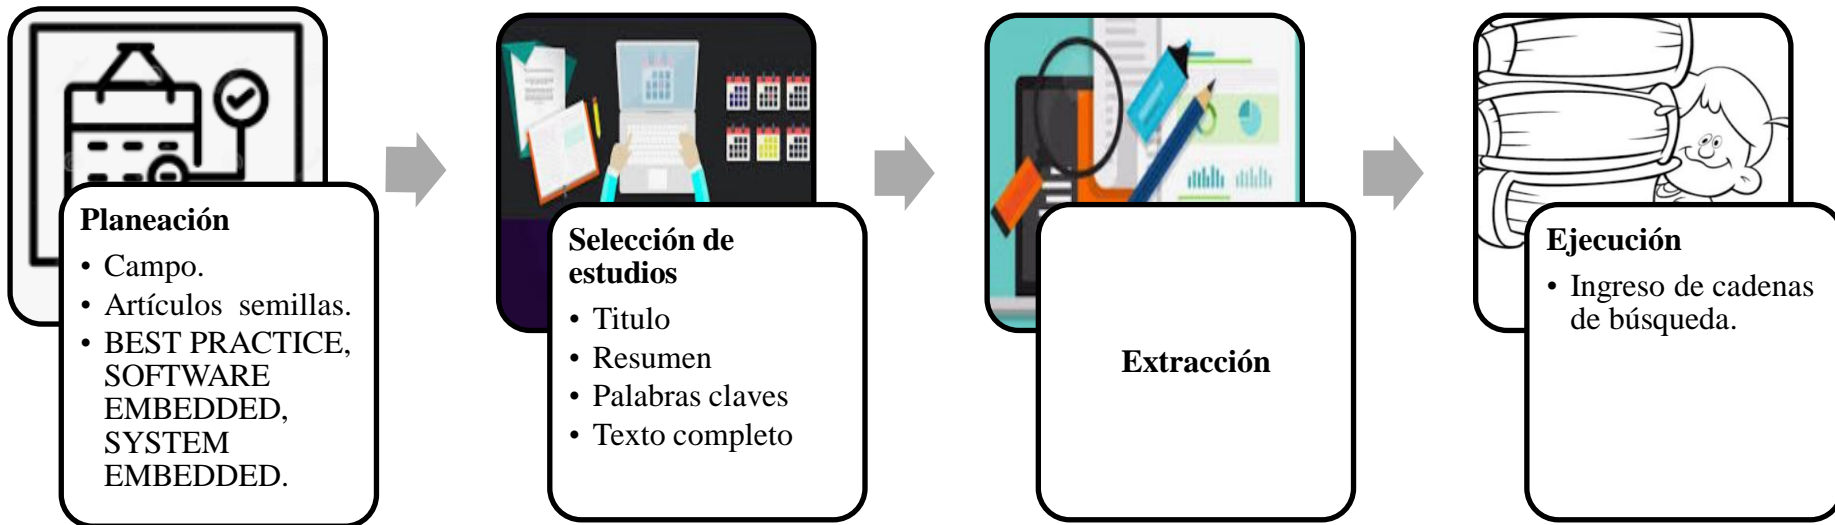 Planeación
• Campo.
• Artículos semillas.
• BEST PRACTICE,
SOFTWARE
EMBEDDED,
SYSTEM
EMBEDDED.
Selección de
estudios
• Titulo
• Resumen
• Palabras claves
• Texto completo
Extracción
Ejecución
• Ingreso de cadenas
de búsqueda.